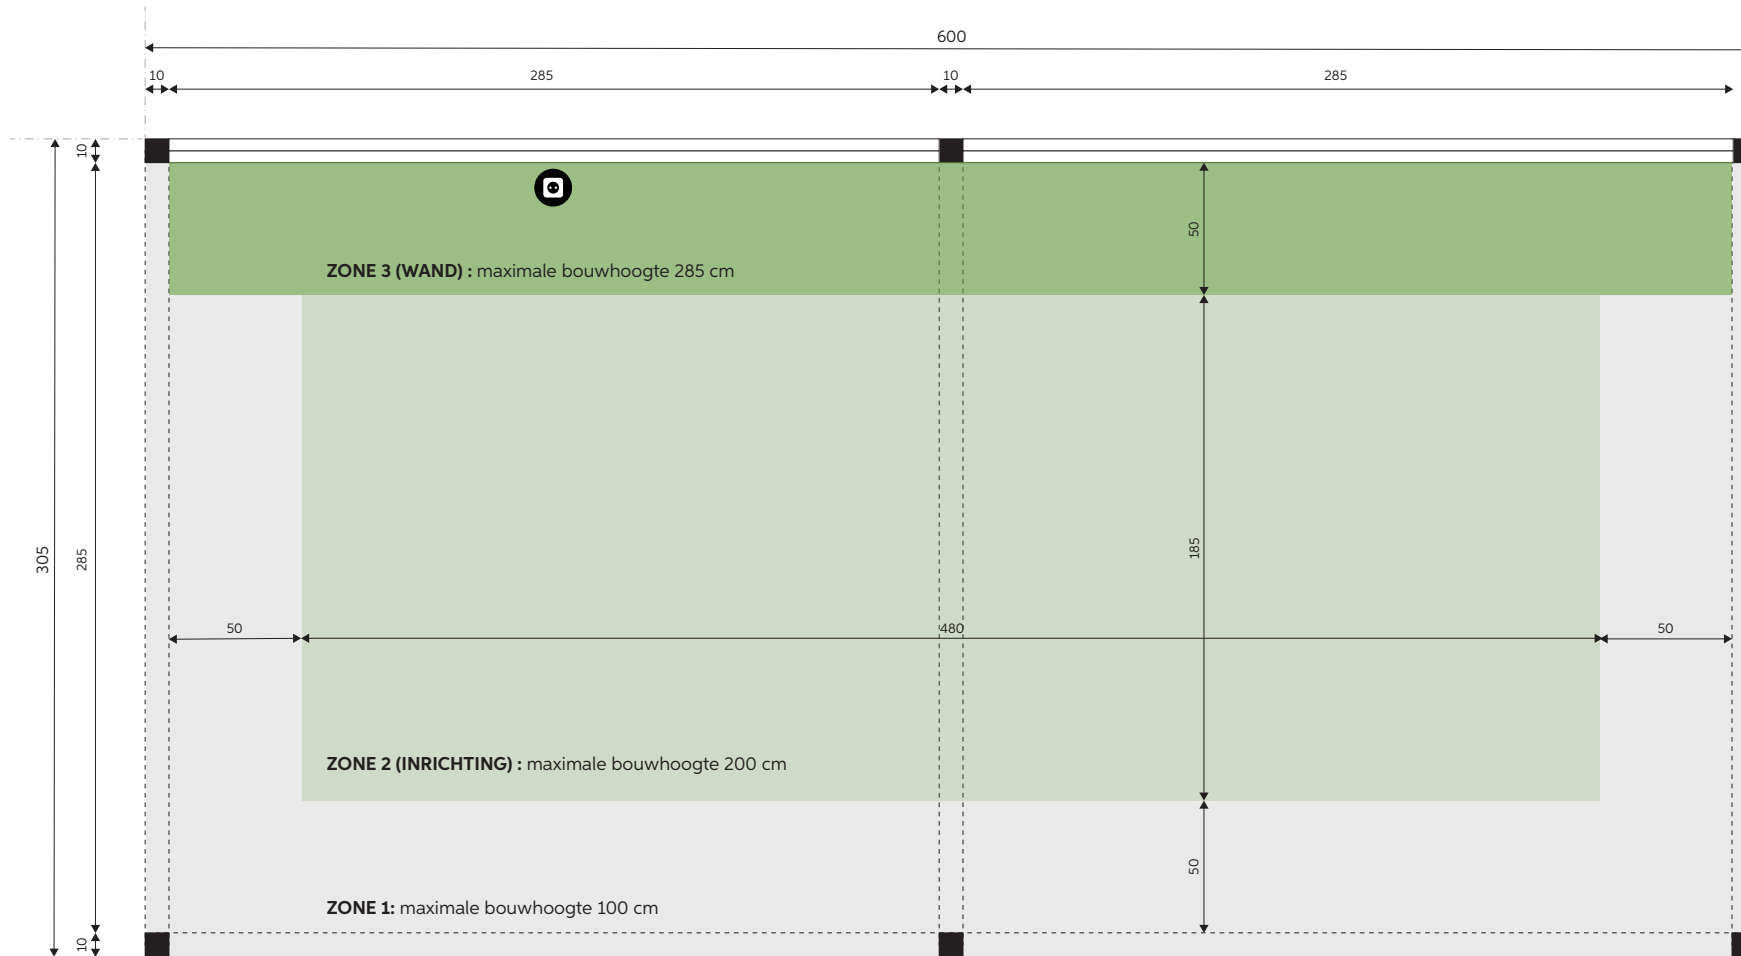 600
10 285 10 285
10
50
ZONE 3 (WAND) : maximale bouwhoogte 285 cm
305
285
185
50 480 50
ZONE 2 (INRICHTING) : maximale bouwhoogte 200 cm
50
ZONE 1: maximale bouwhoogte 100 cm
10